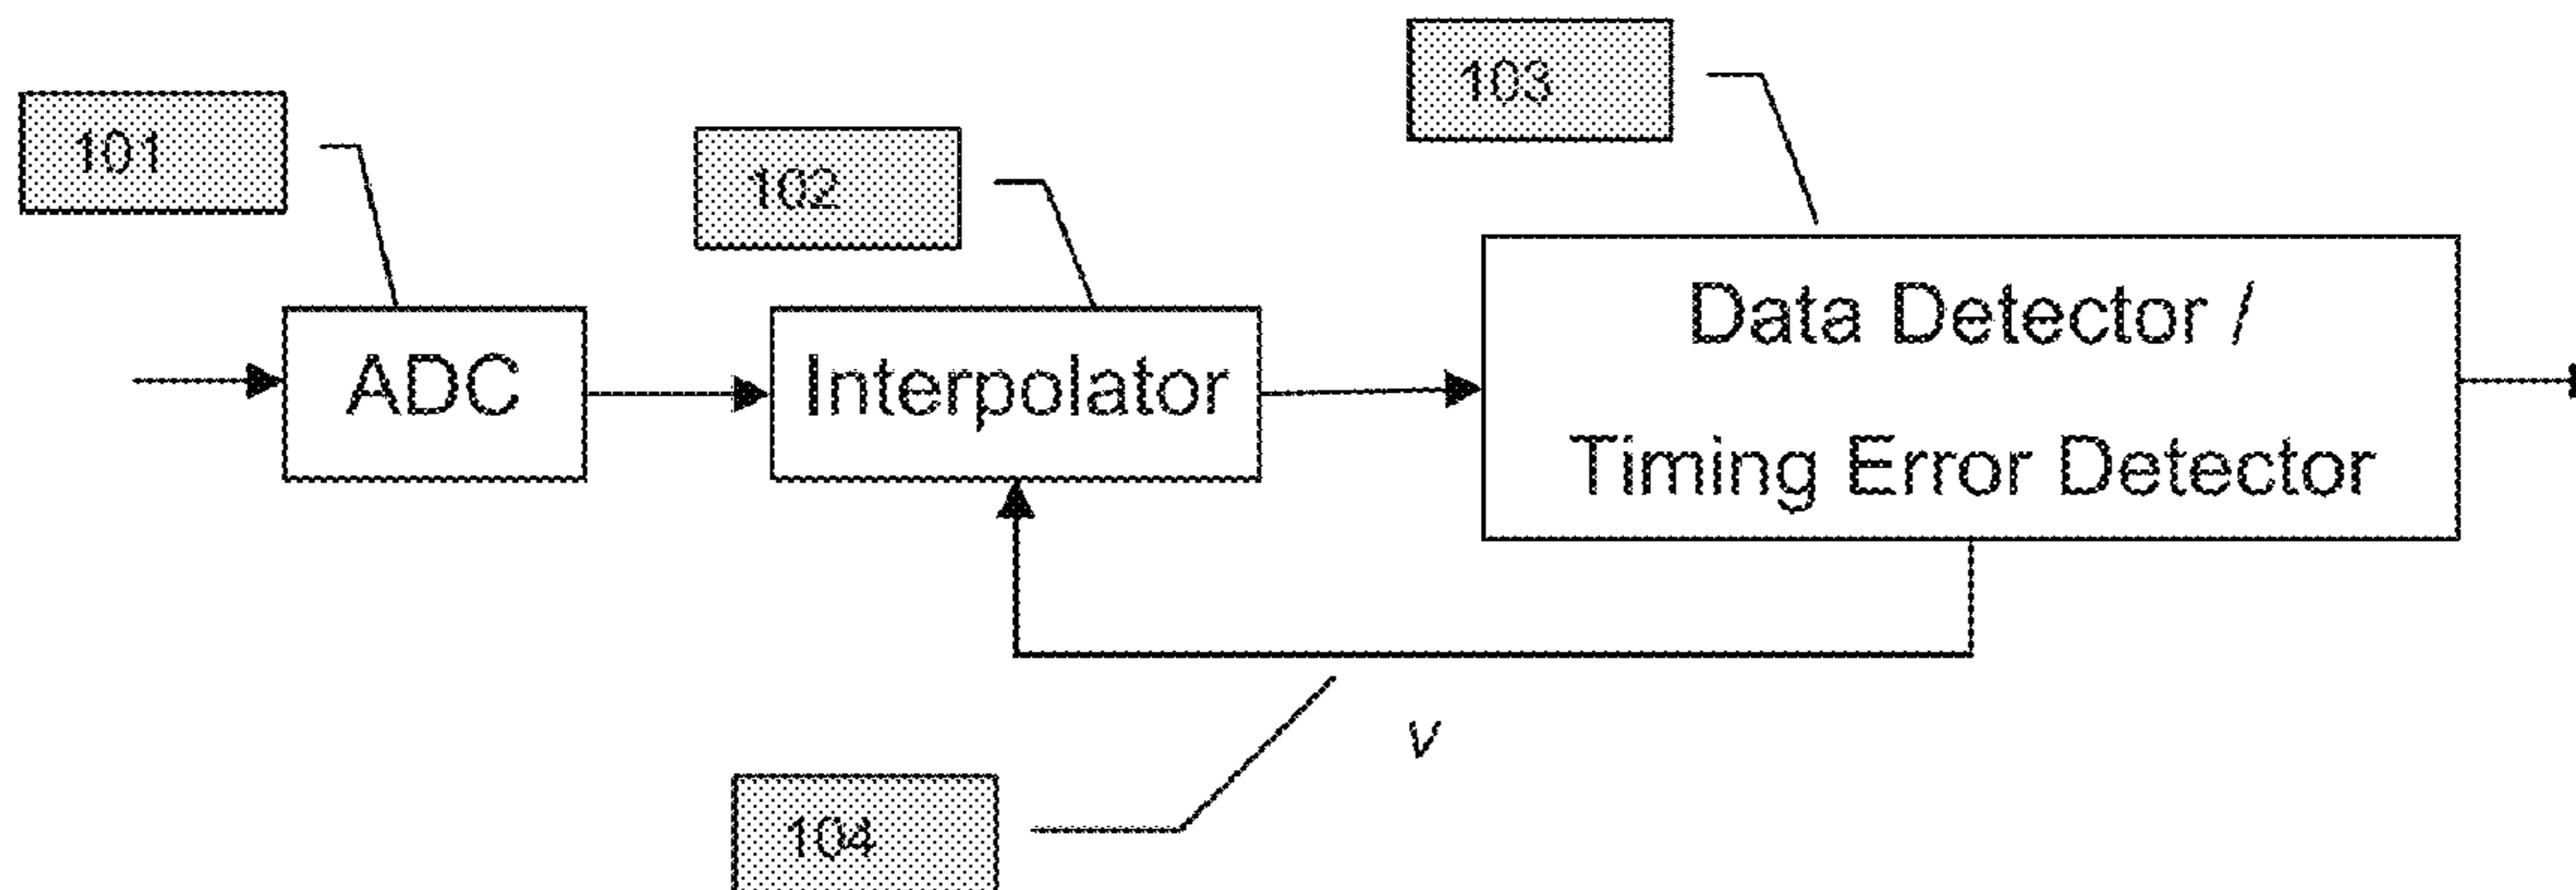 103
101
102
ADC
Interpolator
Data Detector /
Timing Error Detector
v
104